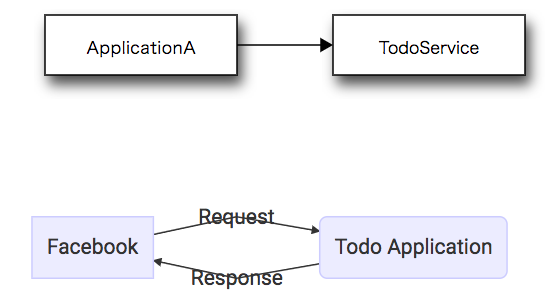 ApplicationA
TodoService
Request
Facebook
Todo Application
Response